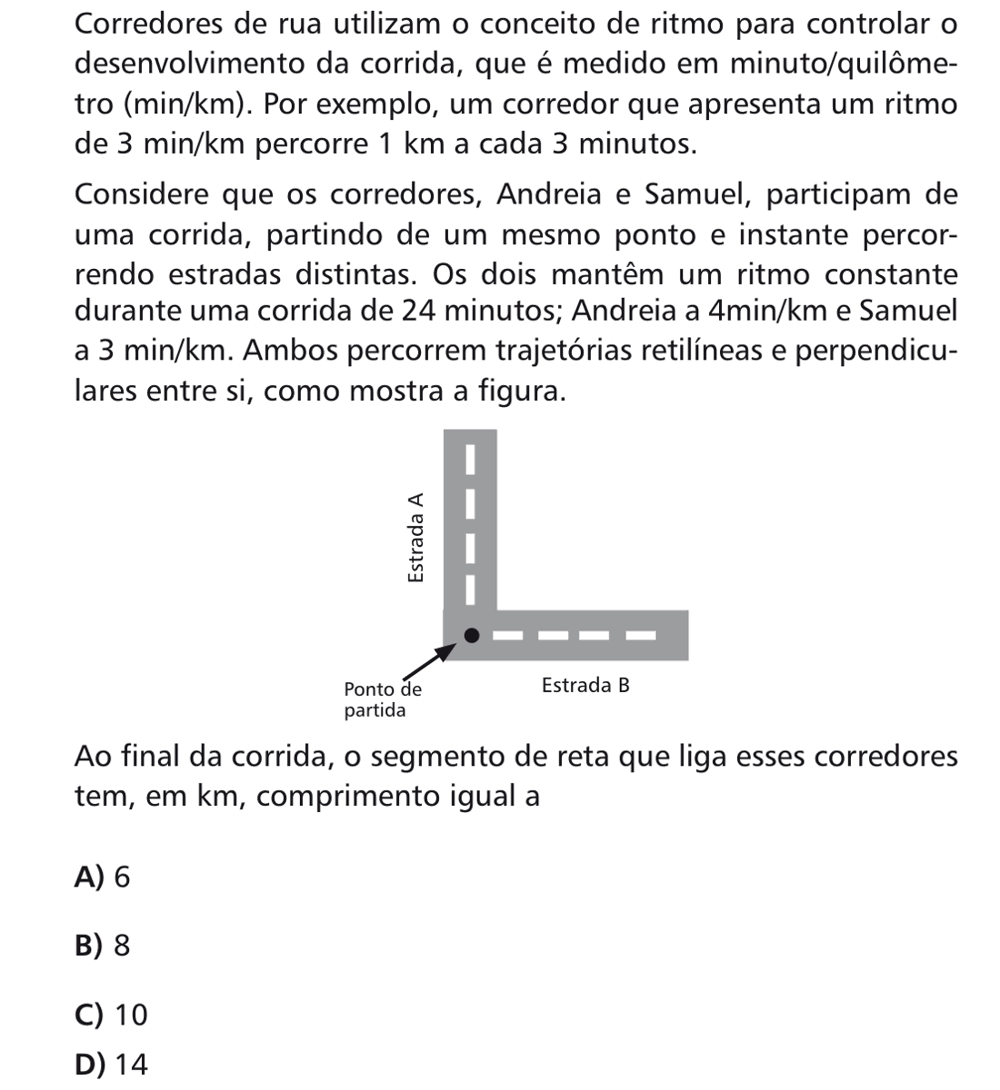 Corredores de rua utilizam o conceito de ritmo para controlar o
desenvolvimento da corrida, que é medido em minuto/quilôme-
tro (min/km). Por exemplo, um corredor que apresenta um ritmo
de 3 min/km percorre 1 km a cada 3 minutos.
Considere que os corredores, Andreia e Samuel, participam de
uma corrida, partindo de um mesmo ponto e instante percor-
rendo estradas distintas. Os dois mantêm um ritmo constante
durante uma corrida de 24 minutos; Andreia a 4min/km e Samuel
a 3 min/km. Ambos percorrem trajetórias retilíneas e perpendicu-
lares entre si, como mostra a figura.
Estrada A
Ponto de
partida
Estrada B
Ao final da corrida, o segmento de reta que liga esses corredores
tem, em km, comprimento igual a
A) 6
B) 8
C) 10
D) 14